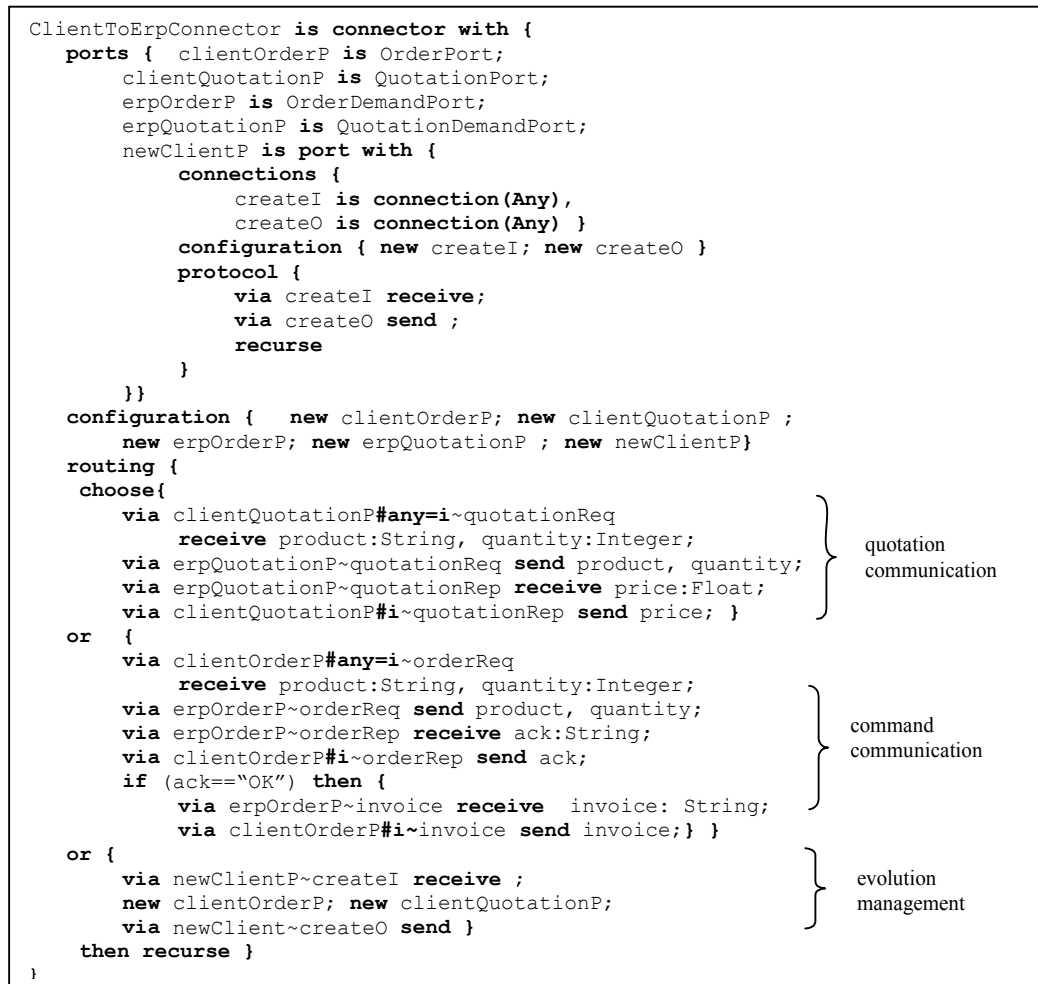 ClientToErpConnector is connector with {
ports { clientOrderP is OrderPort;
clientQuotationP is QuotationPort;
erpOrderP is OrderDemandPort;
erpQuotationP is QuotationDemandPort;
newClientP is port with {
connections {
createI is connection(Any),
createO is connection(Any) }
configuration { new createI; new createO }
protocol {
via createI receive;
via createO send ;
recurse
}
}}
configuration { new clientOrderP; new clientQuotationP ;
new erpOrderP; new erpQuotationP ; new newClientP}
routing {
choose{
via clientQuotationP#any=i~quotationReq
receive product:String, quantity:Integer;
via erpQuotationP~quotationReq send product, quantity;
via erpQuotationP~quotationRep receive price:Float;
via clientQuotationP#i~quotationRep send price; }
quotation
communication
or {
via clientOrderP#any=i~orderReq
receive product:String, quantity:Integer;
via erpOrderP~orderReq send product, quantity;
via erpOrderP~orderRep receive ack:String;
via clientOrderP#i~orderRep send ack;
if (ack==“OK”) then {
via erpOrderP~invoice receive invoice: String;
via clientOrderP#i~invoice send invoice;} }
command
communication
or {
via newClientP~createI receive ;
new clientOrderP; new clientQuotationP;
via newClient~createO send }
evolution
management
then recurse }
}